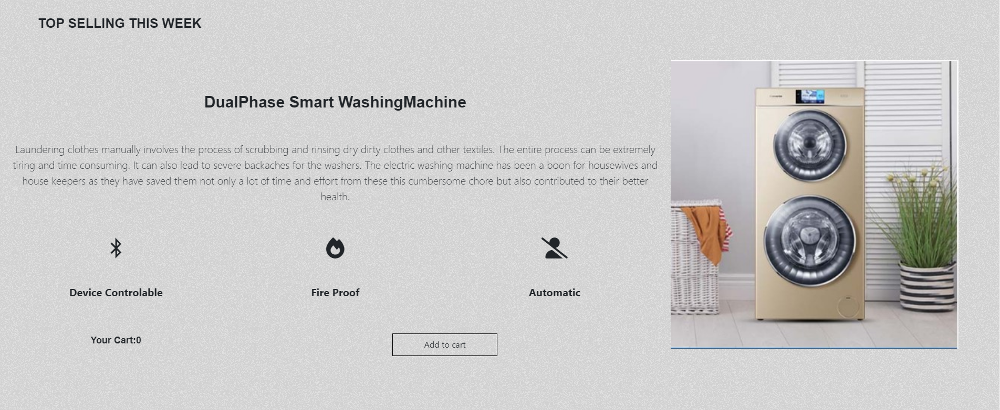 TOP SELLING THIS WEEK
DualPhase Smart WashingMachine
Laundering clothes manually involves the process of scrubbing and rinsing dry dirty clothes and other textiles. The entire process can be extremely
tiring and time consuming. It can also lead to severe backaches for the washers. The electric washing machine has been a boon for housewives and
house keepers as they have saved them not only a lot of time and effort from these this cumbersome chore but also contributed to their better
health.
Device Controlable
Fire Proof
Automatic
Your Cart:0
Add to cart